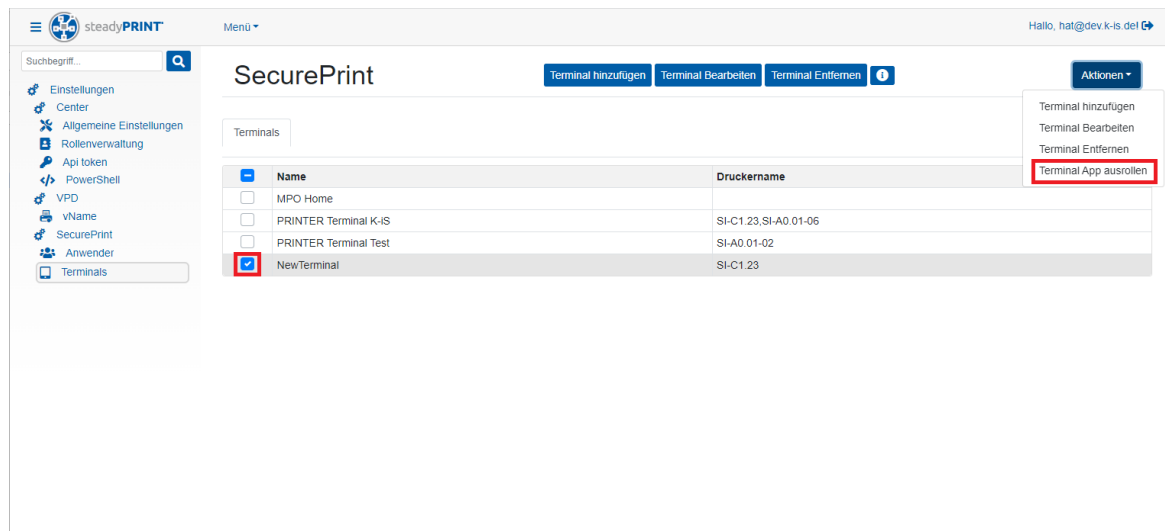 steadyPRINT
Menü
Hallo, hat@dev.k-is.de!
Suchbegriff...
Einstellungen
Center
Allgemeine Einstellungen
Rollenverwaltung
Api token
PowerShell
VPD
vName
SecurePrint
Anwender
Terminals
SecurePrint
Terminal hinzufügen
Terminal Bearbeiten
Terminal Entfernen
Aktionen
Terminal hinzufügen
Terminal Bearbeiten
Terminal Entfernen
Terminal App ausrollen
Terminals
Name Druckername
MPO Home
PRINTER Terminal K-iS SI-C1.23,SI-A0.01-06
PRINTER Terminal Test SI-A0.01-02
NewTerminal SI-C1.23